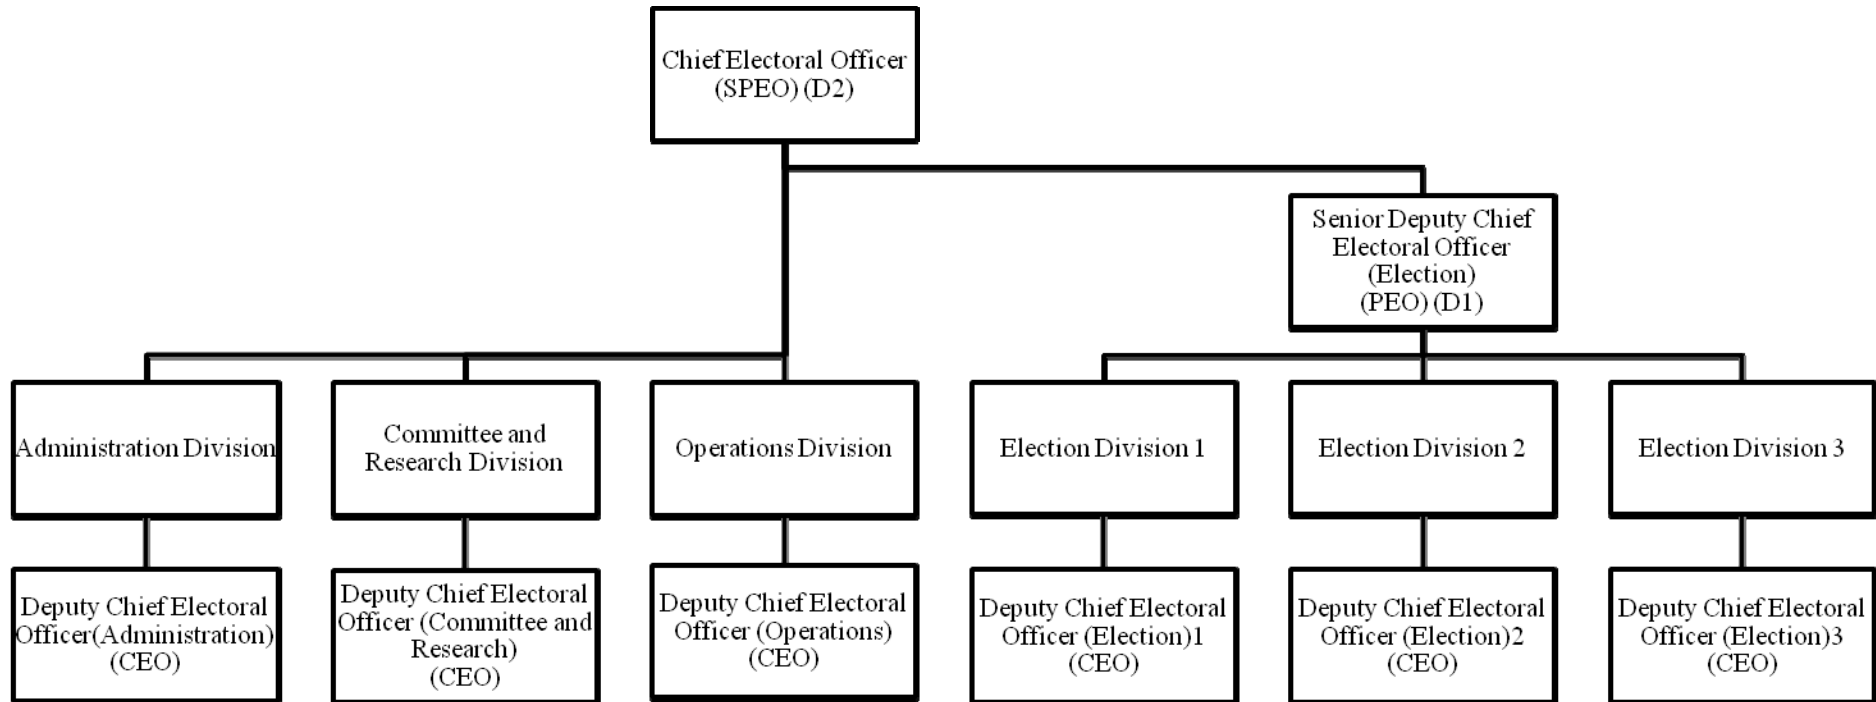 Chief Electoral Officer
(SPEO) (D2)
Senior Deputy Chief
Electoral Officer
(Election)
(PEO) (D1)
Administration Division
Committee and
Research Division
Operations Division
Election Division 1
Election Division 2
Election Division 3
Deputy Chief Electoral
Officer(Administration)
(CEO)
Deputy Chief Electoral
Officer (Committee and
Research)
(CEO)
Deputy Chief Electoral
Officer (Operations)
(CEO)
Deputy Chief Electoral
Officer (Election)1
(CEO)
Deputy Chief Electoral
Officer (Election)2
(CEO)
Deputy Chief Electoral
Officer (Election)3
(CEO)